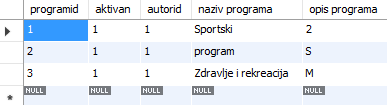 programid aktivan autorid naziv programa opis programa
1 1 1 Sportski 2
2 1 1 program S
3 1 1 Zdravlje i rekreacija M
NULL NULL NULL NULL NULL